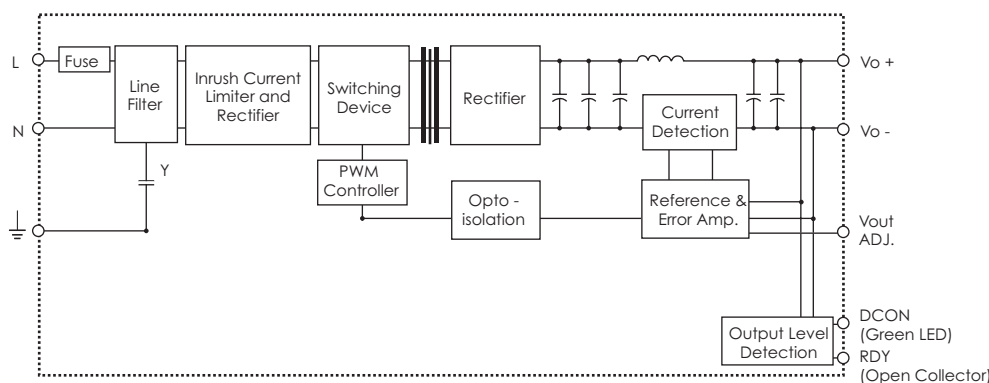 L
Fuse
Line
Filter
Inrush Current
Limiter and
Rectifier
Switching
Device
Rectifier
Vo +
N
Current
Detection
Vo -
Y
PWM
Controller
Opto -
isolation
Reference &
Error Amp.
Vout
ADJ.
Output Level
Detection
DCON
(Green LED)
RDY
(Open Collector)